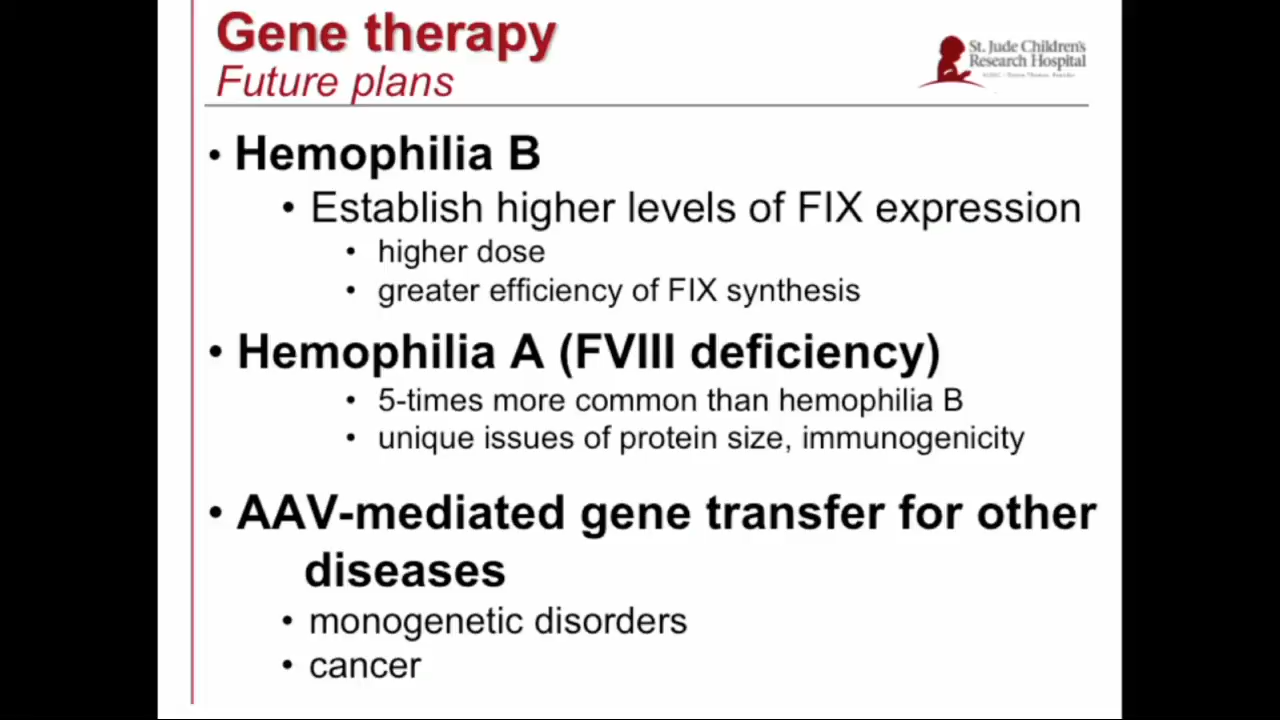 Gene therapy
Future plans
St. Jude Children's
Research Hospital
• Hemophilia B
• Establish higher levels of FIX expression
• higher dose
• greater efficiency of FIX synthesis
• Hemophilia A (FVIII deficiency)
• 5-times more common than hemophilia B
• unique issues of protein size, immunogenicity
• AAV-mediated gene transfer for other
diseases
• monogenetic disorders
• cancer